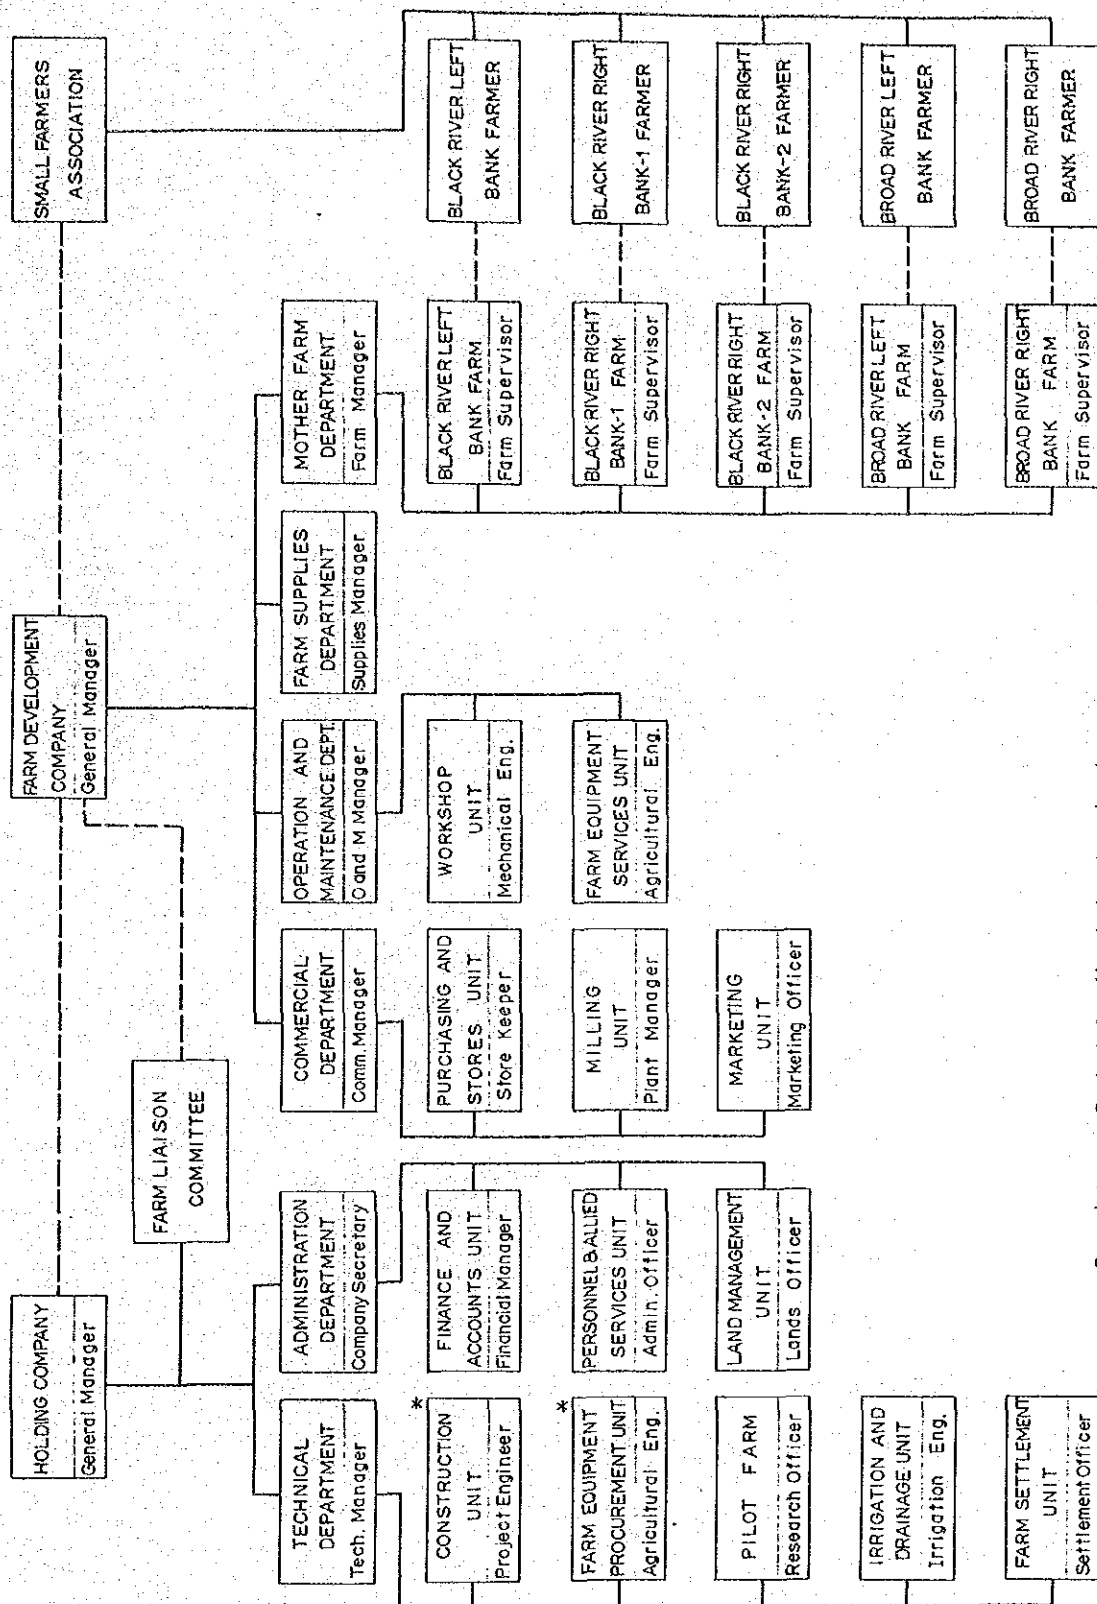 HOLDING COMPANY
General Manager
FARM DEVELOPMENT
COMPANY
General Manager
SMALL FARMERS
ASSOCIATION
FARM LIAISON
COMMITTEE
TECHNICAL
DEPARTMENT
Tech. Manager
ADMINISTRATION
DEPARTMENT
Company Secretary
COMMERCIAL
DEPARTMENT
Comm. Manager
OPERATION AND
MAINTENANCE DEPT.
O and M Manager
FARM SUPPLIES
DEPARTMENT
Supplies Manager
MOTHER FARM
DEPARTMENT
Farm Manager
*
CONSTRUCTION
UNIT
Project Engineer
FINANCE AND
ACCOUNTS UNIT
Financial Manager
PURCHASING AND
STORES UNIT
Store Keeper
WORKSHOP
UNIT
Mechanical Eng.
BLACK RIVER LEFT
BANK FARM
Farm Supervisor
BLACK RIVER LEFT
BANK FARMER
*
FARM EQUIPMENT
PROCUREMENT UNIT
Agricultural Eng.
PERSONNEL & ALLIED
SERVICES UNIT
Admin. Officer
MILLING
UNIT
Plant Manager
FARM EQUIPMENT
SERVICES UNIT
Agricultural Eng.
BLACK RIVER RIGHT
BANK-1 FARM
Farm Supervisor
BLACK RIVER RIGHT
BANK-1 FARMER
PILOT FARM
Research Officer
LAND MANAGEMENT
UNIT
Lands Officer
MARKETING
UNIT
Marketing Officer
BLACK RIVER RIGHT
BANK-2 FARM
Farm Supervisor
BLACK RIVER RIGHT
BANK-2 FARMER
IRRIGATION AND
DRAINAGE UNIT
Irrigation Eng.
BROAD RIVER LEFT
BANK FARM
Farm Supervisor
BROAD RIVER LEFT
BANK FARMER
FARM SETTLEMENT
UNIT
Settlement Officer
BROAD RIVER RIGHT
BANK FARM
Farm Supervisor
BROAD RIVER RIGHT
BANK FARMER